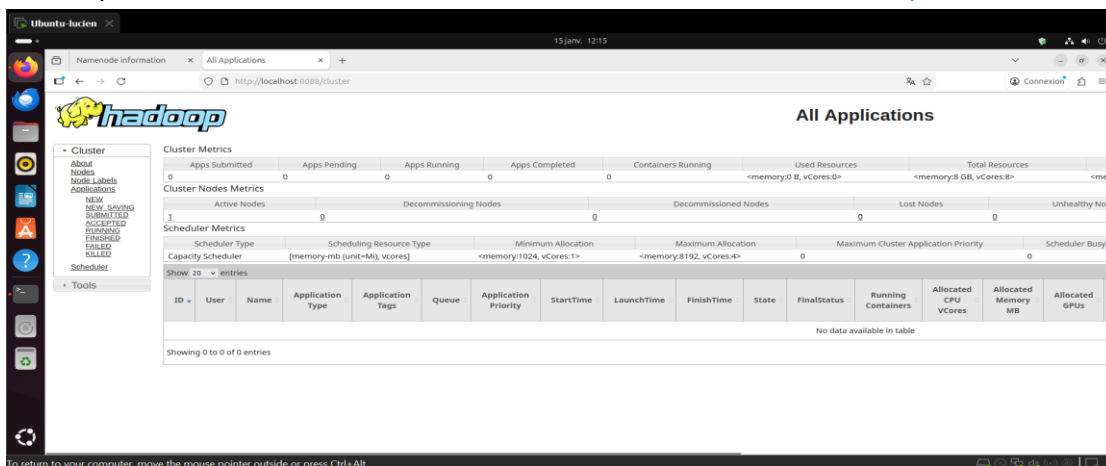 Ubuntu-lucien
15 janv. 12:15
Namenode information
All Applications
http://localhost:8088/cluster
Connexion
hadoop
All Applications
Cluster
About
Nodes
Node Labels
Applications
NEW
NEW_SAVING
SUBMITTED
ACCEPTED
RUNNING
FINISHED
FAILED
KILLED
Scheduler
Tools
Cluster Metrics
Apps Submitted Apps Pending Apps Running Apps Completed Containers Running Used Resources Total Resources
0 0 0 0 0 <memory:0 B, vCores:0> <memory:8 GB, vCores:8> <me
Cluster Nodes Metrics
Active Nodes Decommissioning Nodes Decommissioned Nodes Lost Nodes Unhealthy No
1 0 0 0 0
Scheduler Metrics
Scheduler Type Scheduling Resource Type Minimum Allocation Maximum Allocation Maximum Cluster Application Priority Scheduler Busy
Capacity Scheduler [memory-mb (unit=Mi), vcores] <memory:1024, vCores:1> <memory:8192, vCores:4> 0 0
Show 20 entries
ID User Name Application Type Application Tags Queue Application Priority StartTime LaunchTime FinishTime State FinalStatus Running Containers Allocated CPU VCores Allocated Memory MB Allocated GPUs
No data available in table
Showing 0 to 0 of 0 entries
To return to your computer, move the mouse pointer outside or press Ctrl+Alt.